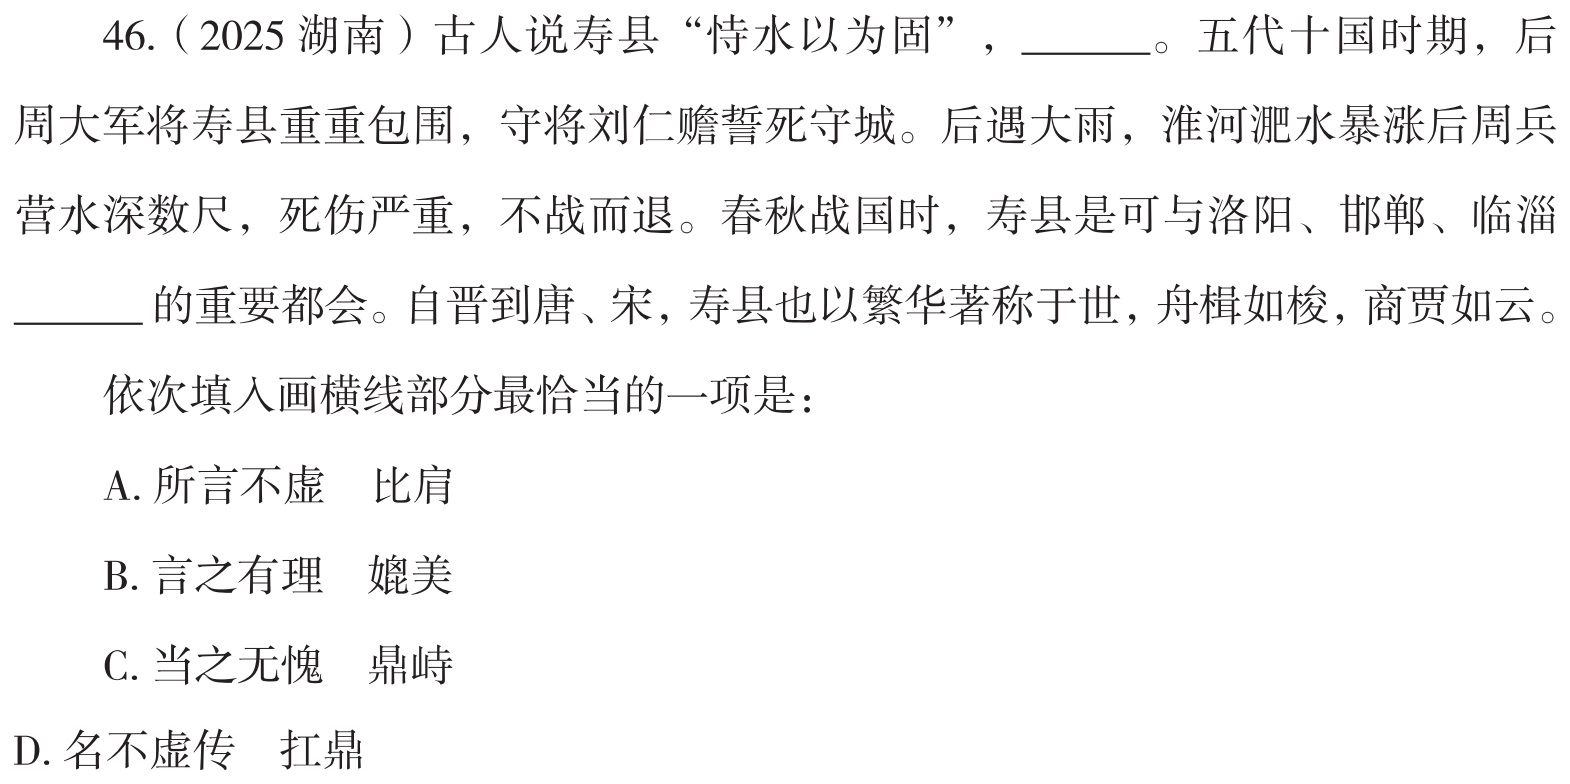 46.（2025 湖南）古人说寿县“恃水以为固”，______。五代十国时期，后
周大军将寿县重重包围，守将刘仁赡誓死守城。后遇大雨，淮河淝水暴涨后周兵
营水深数尺，死伤严重，不战而退。春秋战国时，寿县是可与洛阳、邯郸、临淄
______的重要都会。自晋到唐、宋，寿县也以繁华著称于世，舟楫如梭，商贾如云。
依次填入画横线部分最恰当的一项是：
A. 所言不虚　比肩
B. 言之有理　媲美
C. 当之无愧　鼎峙
D. 名不虚传　扛鼎